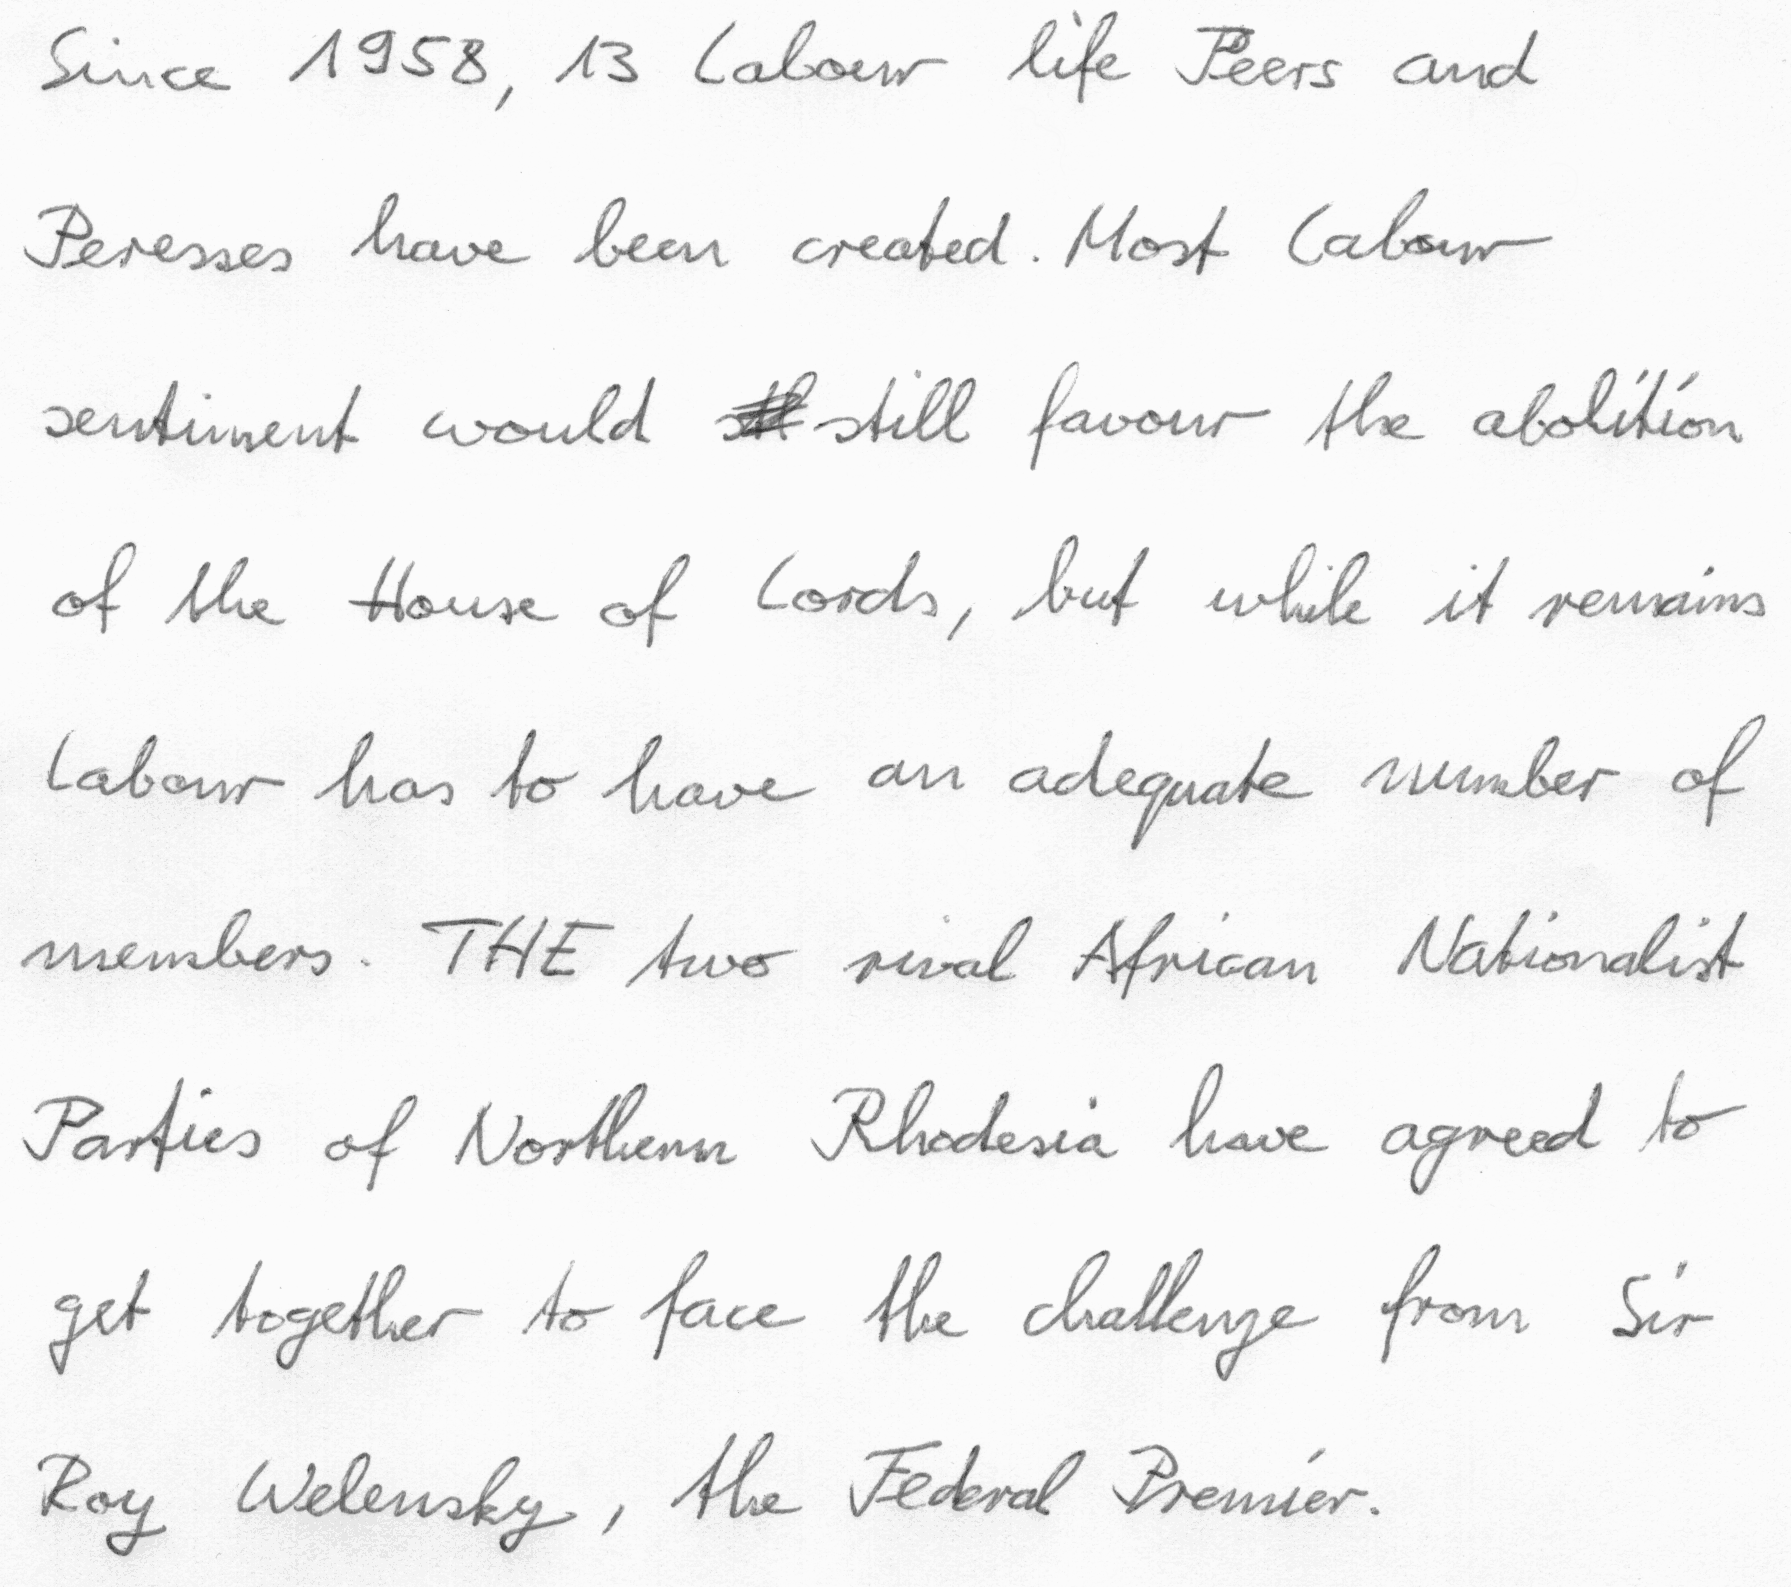 Since 1958, 13 Labour life Peers and
Peresses have been created. Most Labour
sentiment would still favour the abolition
of the House of Lords, but while it remains
Labour has to have an adequate number of
members. THE two rival African Nationalist
Parties of Northern Rhodesia have agreed to
get together to face the challenge from Sir
Roy Welensky, the Federal Premier.